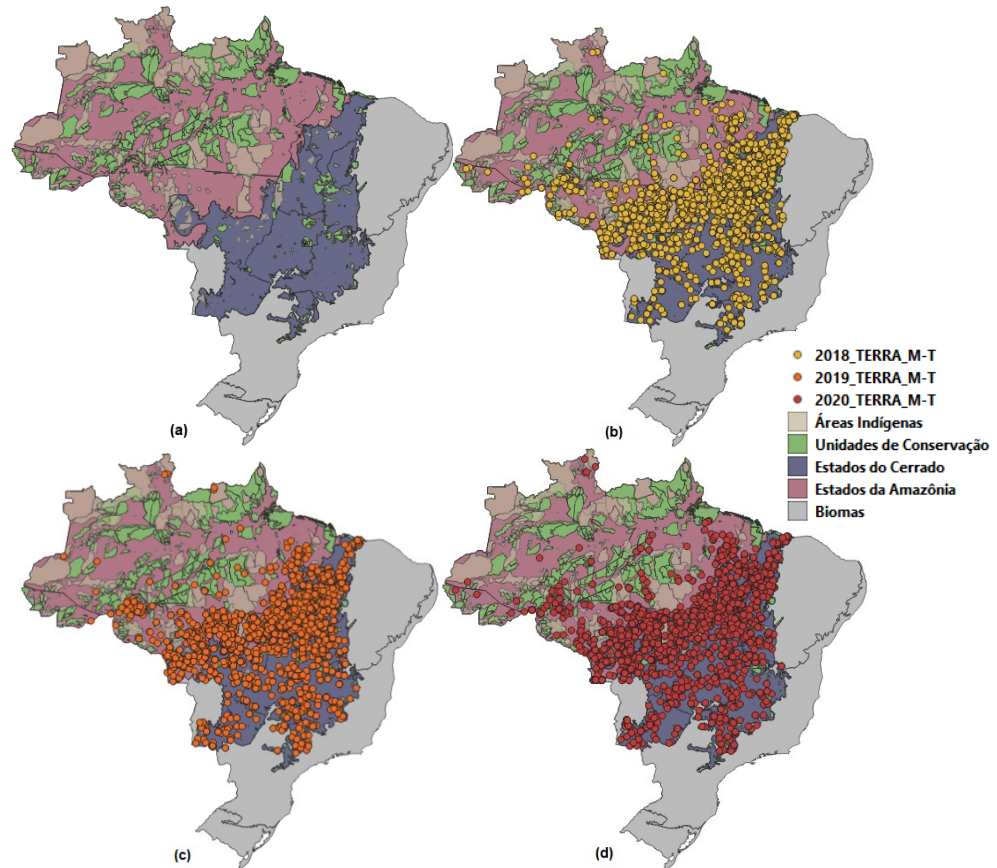 (a)
(b)
2018_TERRA_M-T
2019_TERRA_M-T
2020_TERRA_M-T
Áreas Indígenas
Unidades de Conservação
Estados do Cerrado
Estados da Amazônia
Biomas
(c)
(d)